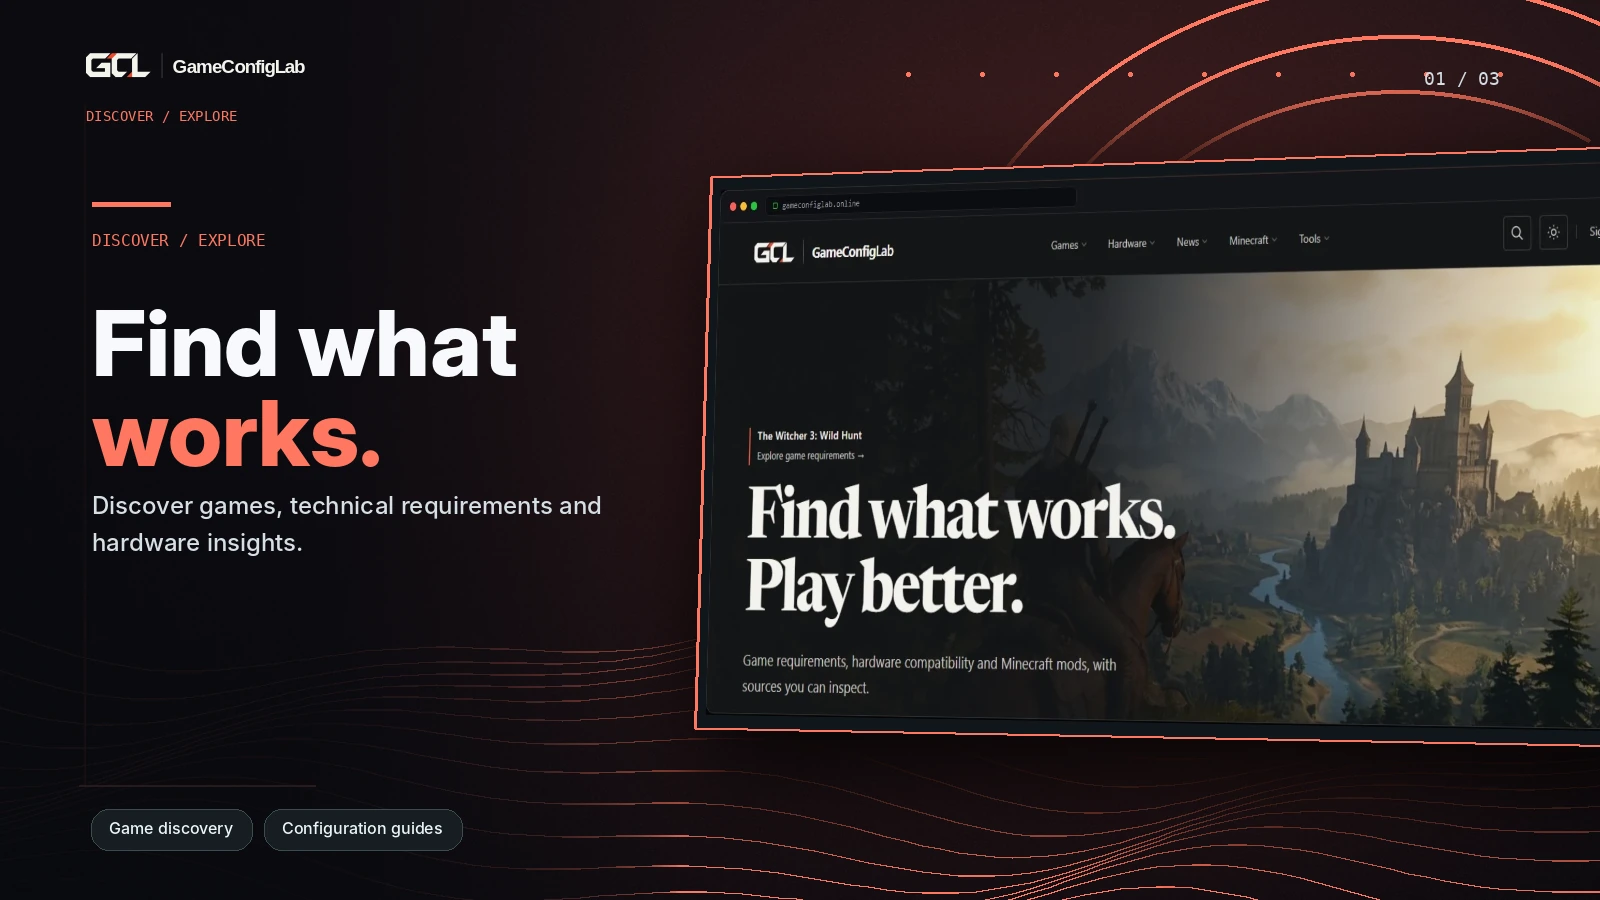 GCL GameConfigLab
DISCOVER / EXPLORE
01 / 03
DISCOVER / EXPLORE
Find what
works.
Discover games, technical requirements and
hardware insights.
Game discovery
Configuration guides
gameconfiglab.online
GCL GameConfigLab
Games
Hardware
News
Minecraft
Tools
The Witcher 3: Wild Hunt
Explore game requirements →
Find what works.
Play better.
Game requirements, hardware compatibility and Minecraft mods, with
sources you can inspect.